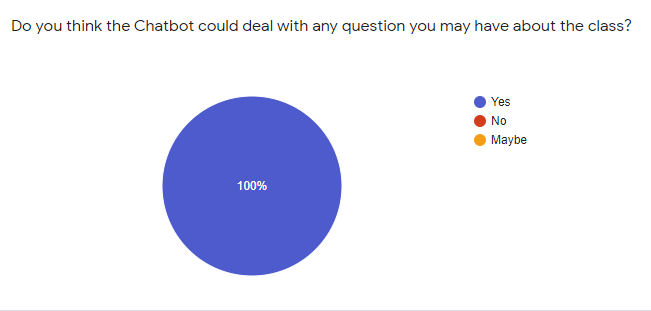 Do you think the Chatbot could deal with any question you may have about the class?
Yes
No
Maybe
100%